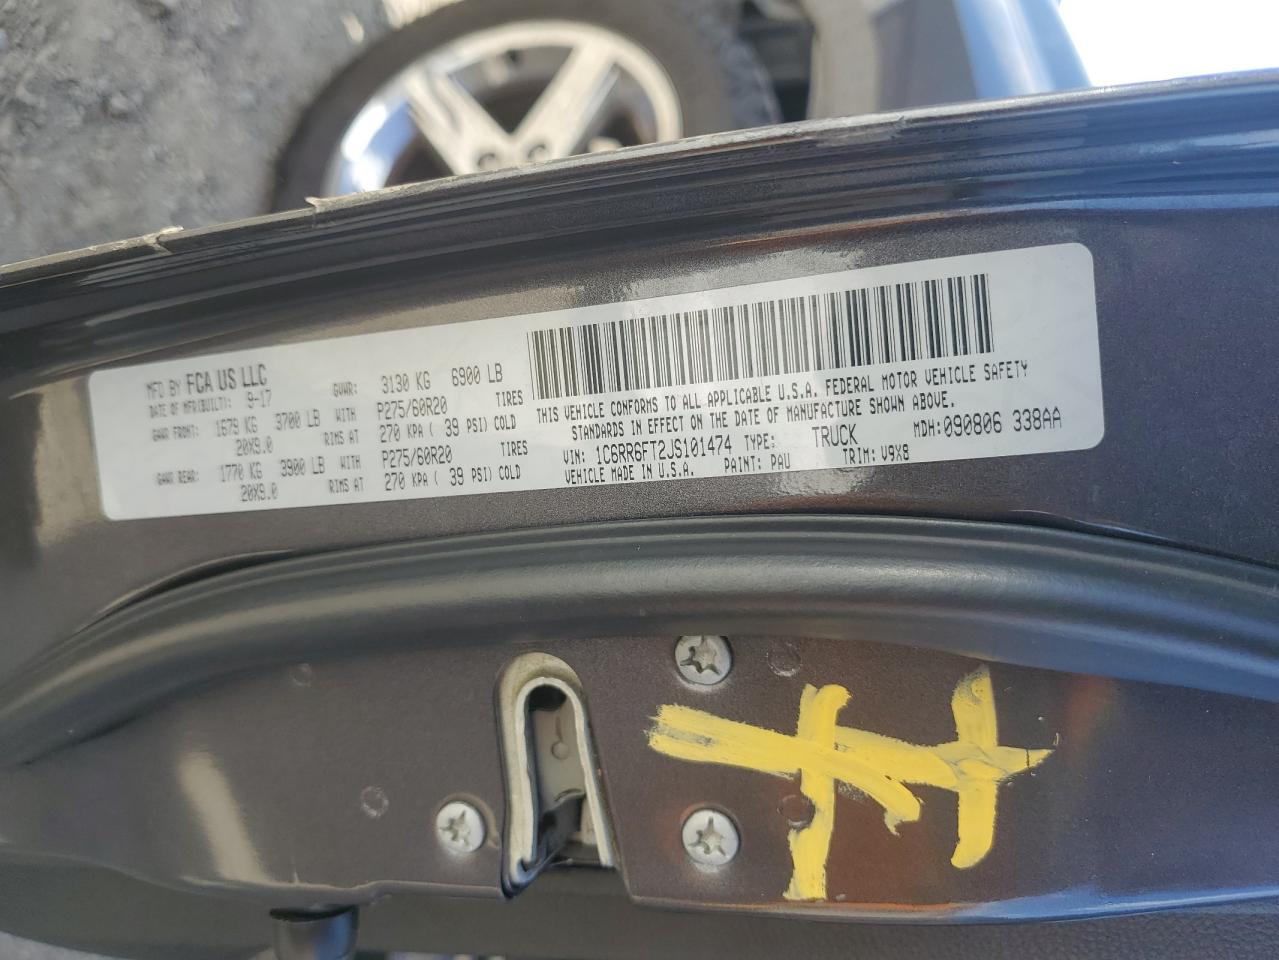 MFD BY FCA US LLC
DATE OF MFR(BUILT): 9-17 GVWR: 3130 KG 6900 LB
GAWR FRONT: 1679 KG 3700 LB WITH P275/60R20 TIRES
20X9.0 RIMS AT 270 KPA ( 39 PSI) COLD
GAWR REAR: 1770 KG 3900 LB WITH P275/60R20 TIRES
20X9.0 RIMS AT 270 KPA ( 39 PSI) COLD
THIS VEHICLE CONFORMS TO ALL APPLICABLE U.S.A. FEDERAL MOTOR VEHICLE SAFETY
STANDARDS IN EFFECT ON THE DATE OF MANUFACTURE SHOWN ABOVE.
VIN: 1C6RR6FT2JS101474 TYPE: TRUCK MDH: 090806 338AA
VEHICLE MADE IN U.S.A. PAINT: PAU TRIM: V9X8